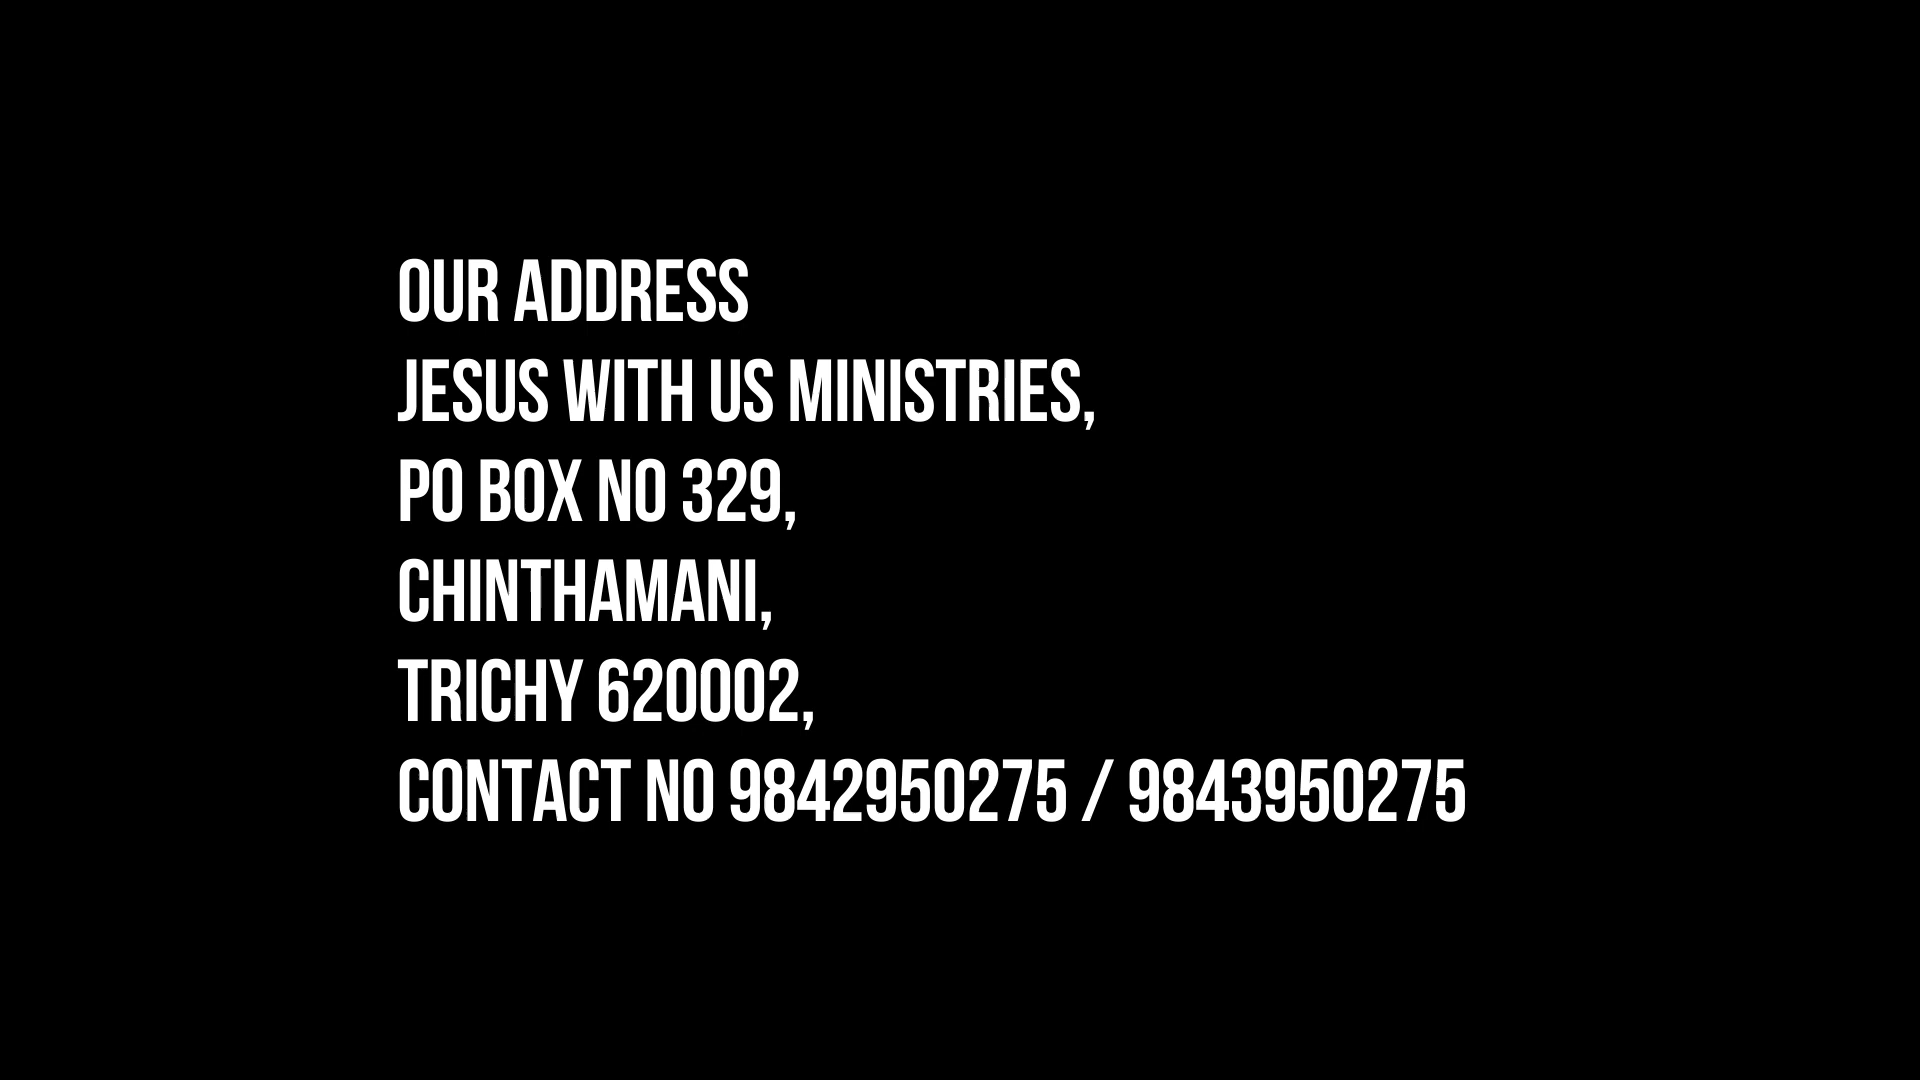 OUR ADDRESS
JESUS WITH US MINISTRIES,
PO BOX NO 329,
CHINTHAMANI,
TRICHY 620002,
CONTACT NO 9842950275 / 9843950275